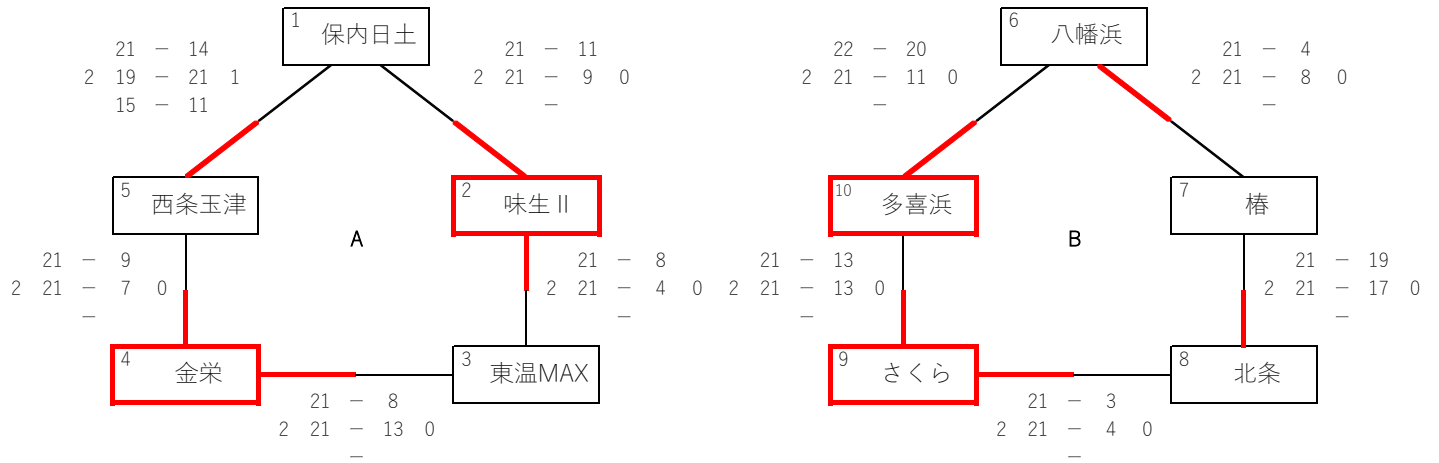 1 保内日土
21 － 14
2 19 － 21 1
15 － 11
21 － 11
2 21 － 9 0
－
5 西条玉津
2 味生Ⅱ
A
21 － 9
2 21 － 7 0
－
21 － 8
2 21 － 4 0
－
4 金栄
3 東温MAX
21 － 8
2 21 － 13 0
－
6 八幡浜
22 － 20
2 21 － 11 0
－
21 － 4
2 21 － 8 0
－
10 多喜浜
7 椿
B
21 － 13
2 21 － 13 0
－
21 － 19
2 21 － 17 0
－
9 さくら
8 北条
21 － 3
2 21 － 4 0
－